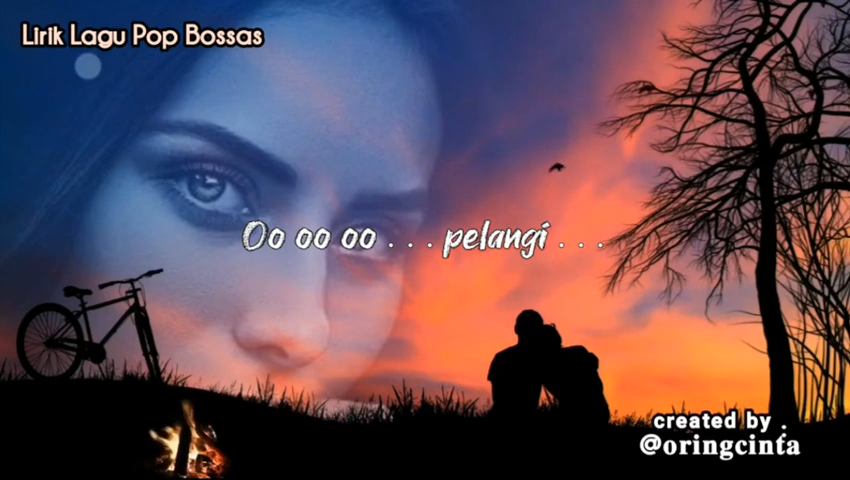 Lirik Lagu Pop Bossas
Oo oo oo . . . pelangi . . .
created by .
@oringcinta